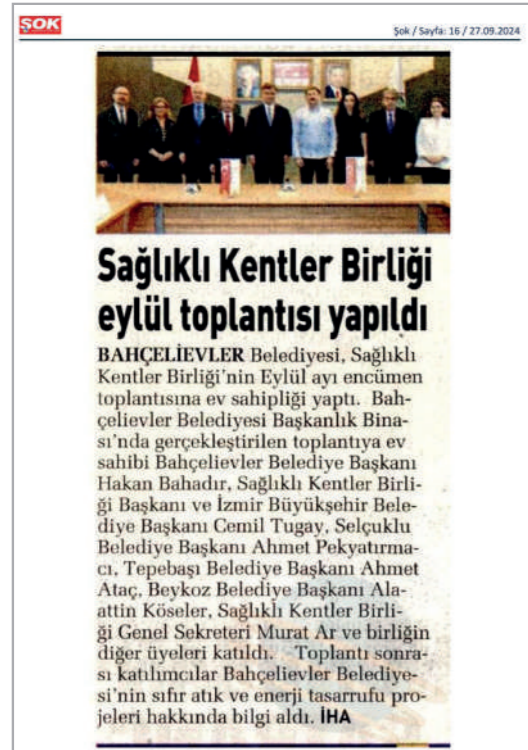 ŞOK
Şok / Sayfa: 16 / 27.09.2024
Sağlıklı Kentler Birliği
eylül toplantısı yapıldı
BAHÇELİEVLER Belediyesi, Sağlıklı
Kentler Birliği'nin Eylül ayı encümen
toplantısına ev sahipliği yaptı. Bah-
çelievler Belediyesi Başkanlık Bina-
sı'nda gerçekleştirilen toplantıya ev
sahibi Bahçelievler Belediye Başkanı
Hakan Bahadır, Sağlıklı Kentler Birli-
ği Başkanı ve İzmir Büyükşehir Bele-
diye Başkanı Cemil Tugay, Selçuklu
Belediye Başkanı Ahmet Pekyatırma-
cı, Tepebaşı Belediye Başkanı Ahmet
Ataç, Beykoz Belediye Başkanı Ala-
attin Köseler, Sağlıklı Kentler Birli-
ği Genel Sekreteri Murat Ar ve birliğin
diğer üyeleri katıldı. Toplantı sonra-
sı katılımcılar Bahçelievler Belediye-
si'nin sıfır atık ve enerji tasarrufu pro-
jeleri hakkında bilgi aldı. İHA